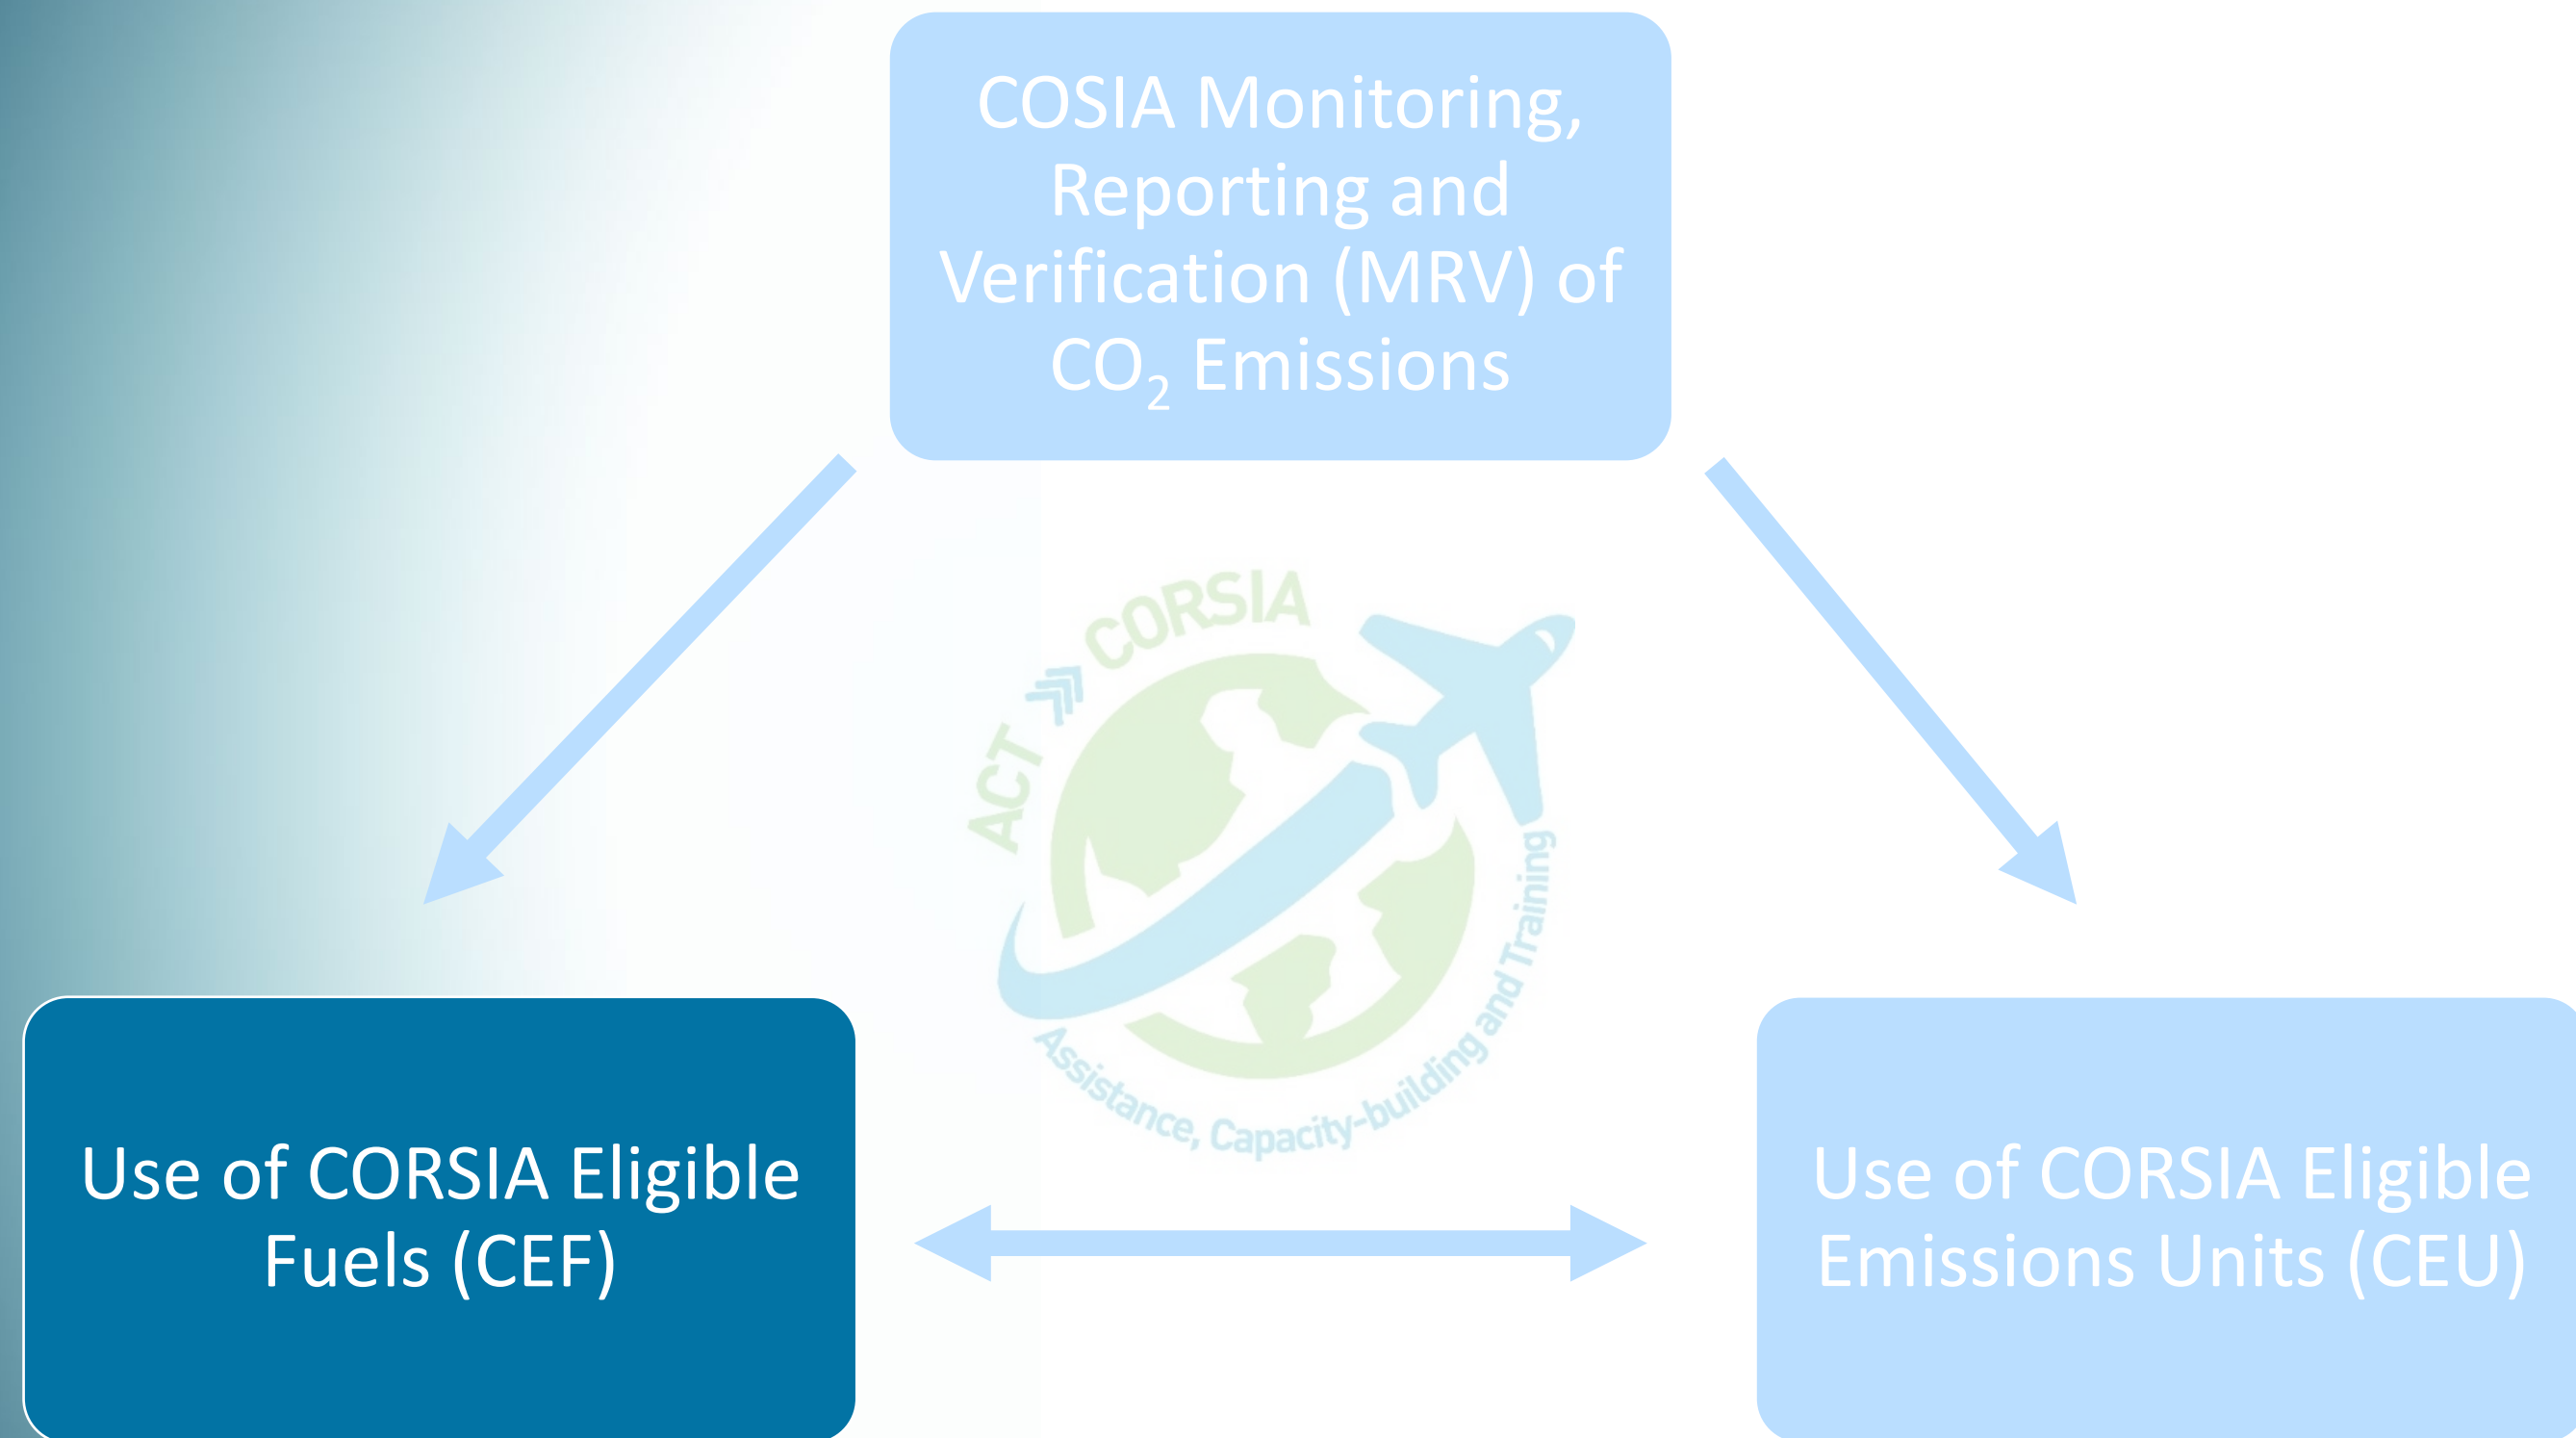 COSIA Monitoring,
Reporting and
Verification (MRV) of
CO₂ Emissions
ACT CORSIA
Assistance, Capacity-building and Training
Use of CORSIA Eligible
Fuels (CEF)
Use of CORSIA Eligible
Emissions Units (CEU)